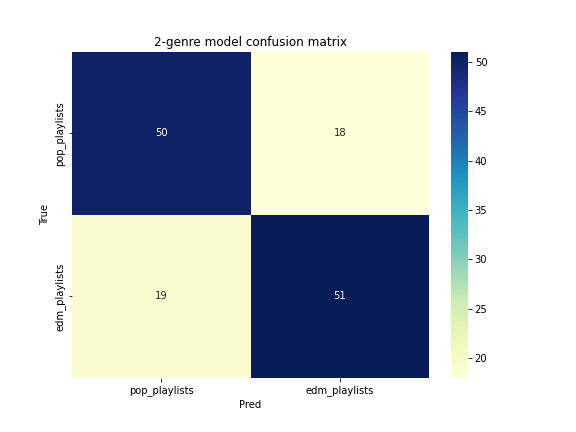 2-genre model confusion matrix
True
pop_playlists
50
18
edm_playlists
19
51
pop_playlists
edm_playlists
Pred
50
45
40
35
30
25
20